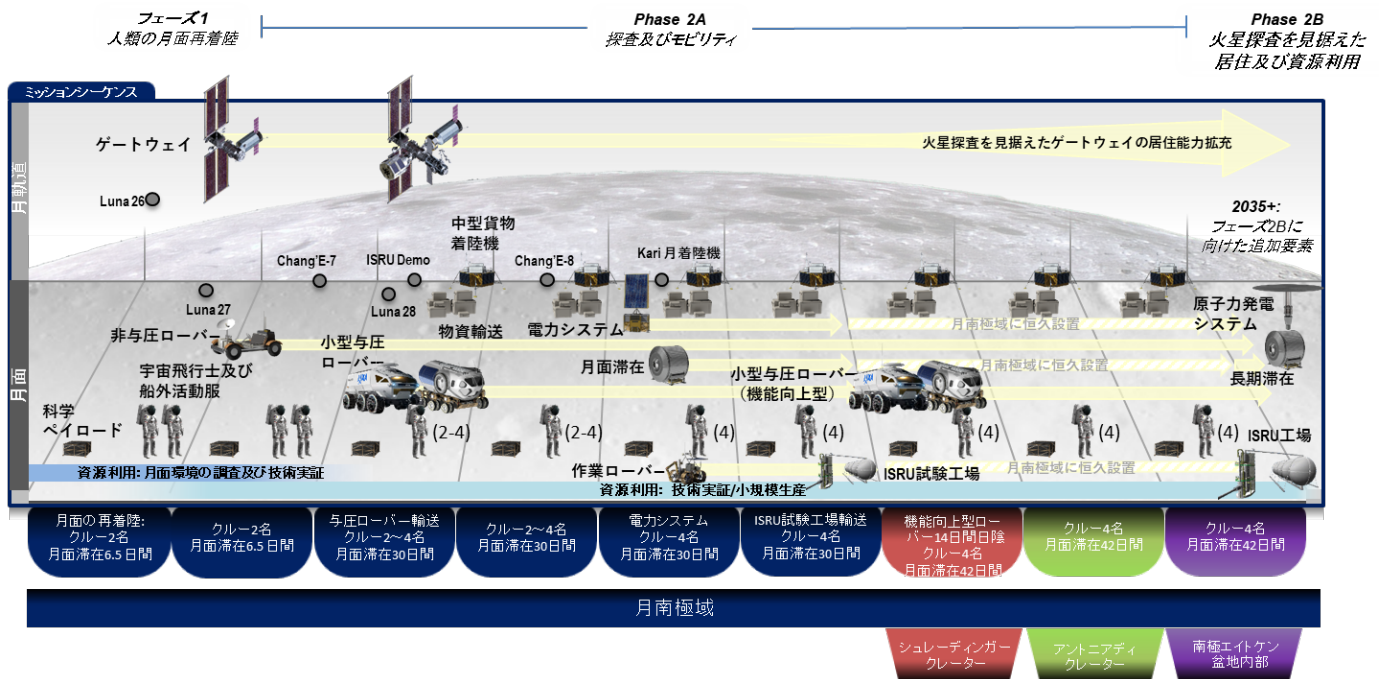 フェーズ1
人類の月面再着陸
Phase 2A
探査及びモビリティ
Phase 2B
火星探査を見据えた
居住及び資源利用
ミッションシーケンス
月軌道
ゲートウェイ
火星探査を見据えたゲートウェイの居住能力拡充
Luna 26
2035+:
フェーズ2Bに
向けた追加要素
中型貨物
着陸機
Chang'E-7
ISRU Demo
Chang'E-8
Kari 月着陸機
月面
Luna 27
Luna 28
物資輸送
電力システム
月南極域に恒久設置
原子力発電
システム
非与圧ローバー
小型与圧
ローバー
宇宙飛行士及び
船外活動服
月面滞在
小型与圧ローバー
(機能向上型)
月南極域に恒久設置
長期滞在
科学
ペイロード
(2-4)
(2-4)
(4)
(4)
(4)
(4)
(4)
ISRU工場
資源利用: 月面環境の調査及び技術実証
作業ローバー
ISRU試験工場
月南極域に恒久設置
資源利用: 技術実証/小規模生産
月面の再着陸:
クルー2名
月面滞在6.5日間
クルー2名
月面滞在6.5日間
与圧ローバー輸送
クルー2～4名
月面滞在30日間
クルー2～4名
月面滞在30日間
電力システム
クルー4名
月面滞在30日間
ISRU試験工場輸送
クルー4名
月面滞在30日間
機能向上型ロー
バー14日間日陰
クルー4名
月面滞在42日間
クルー4名
月面滞在42日間
クルー4名
月面滞在42日間
月南極域
シュレーディンガー
クレーター
アントニアディ
クレーター
南極エイトケン
盆地内部